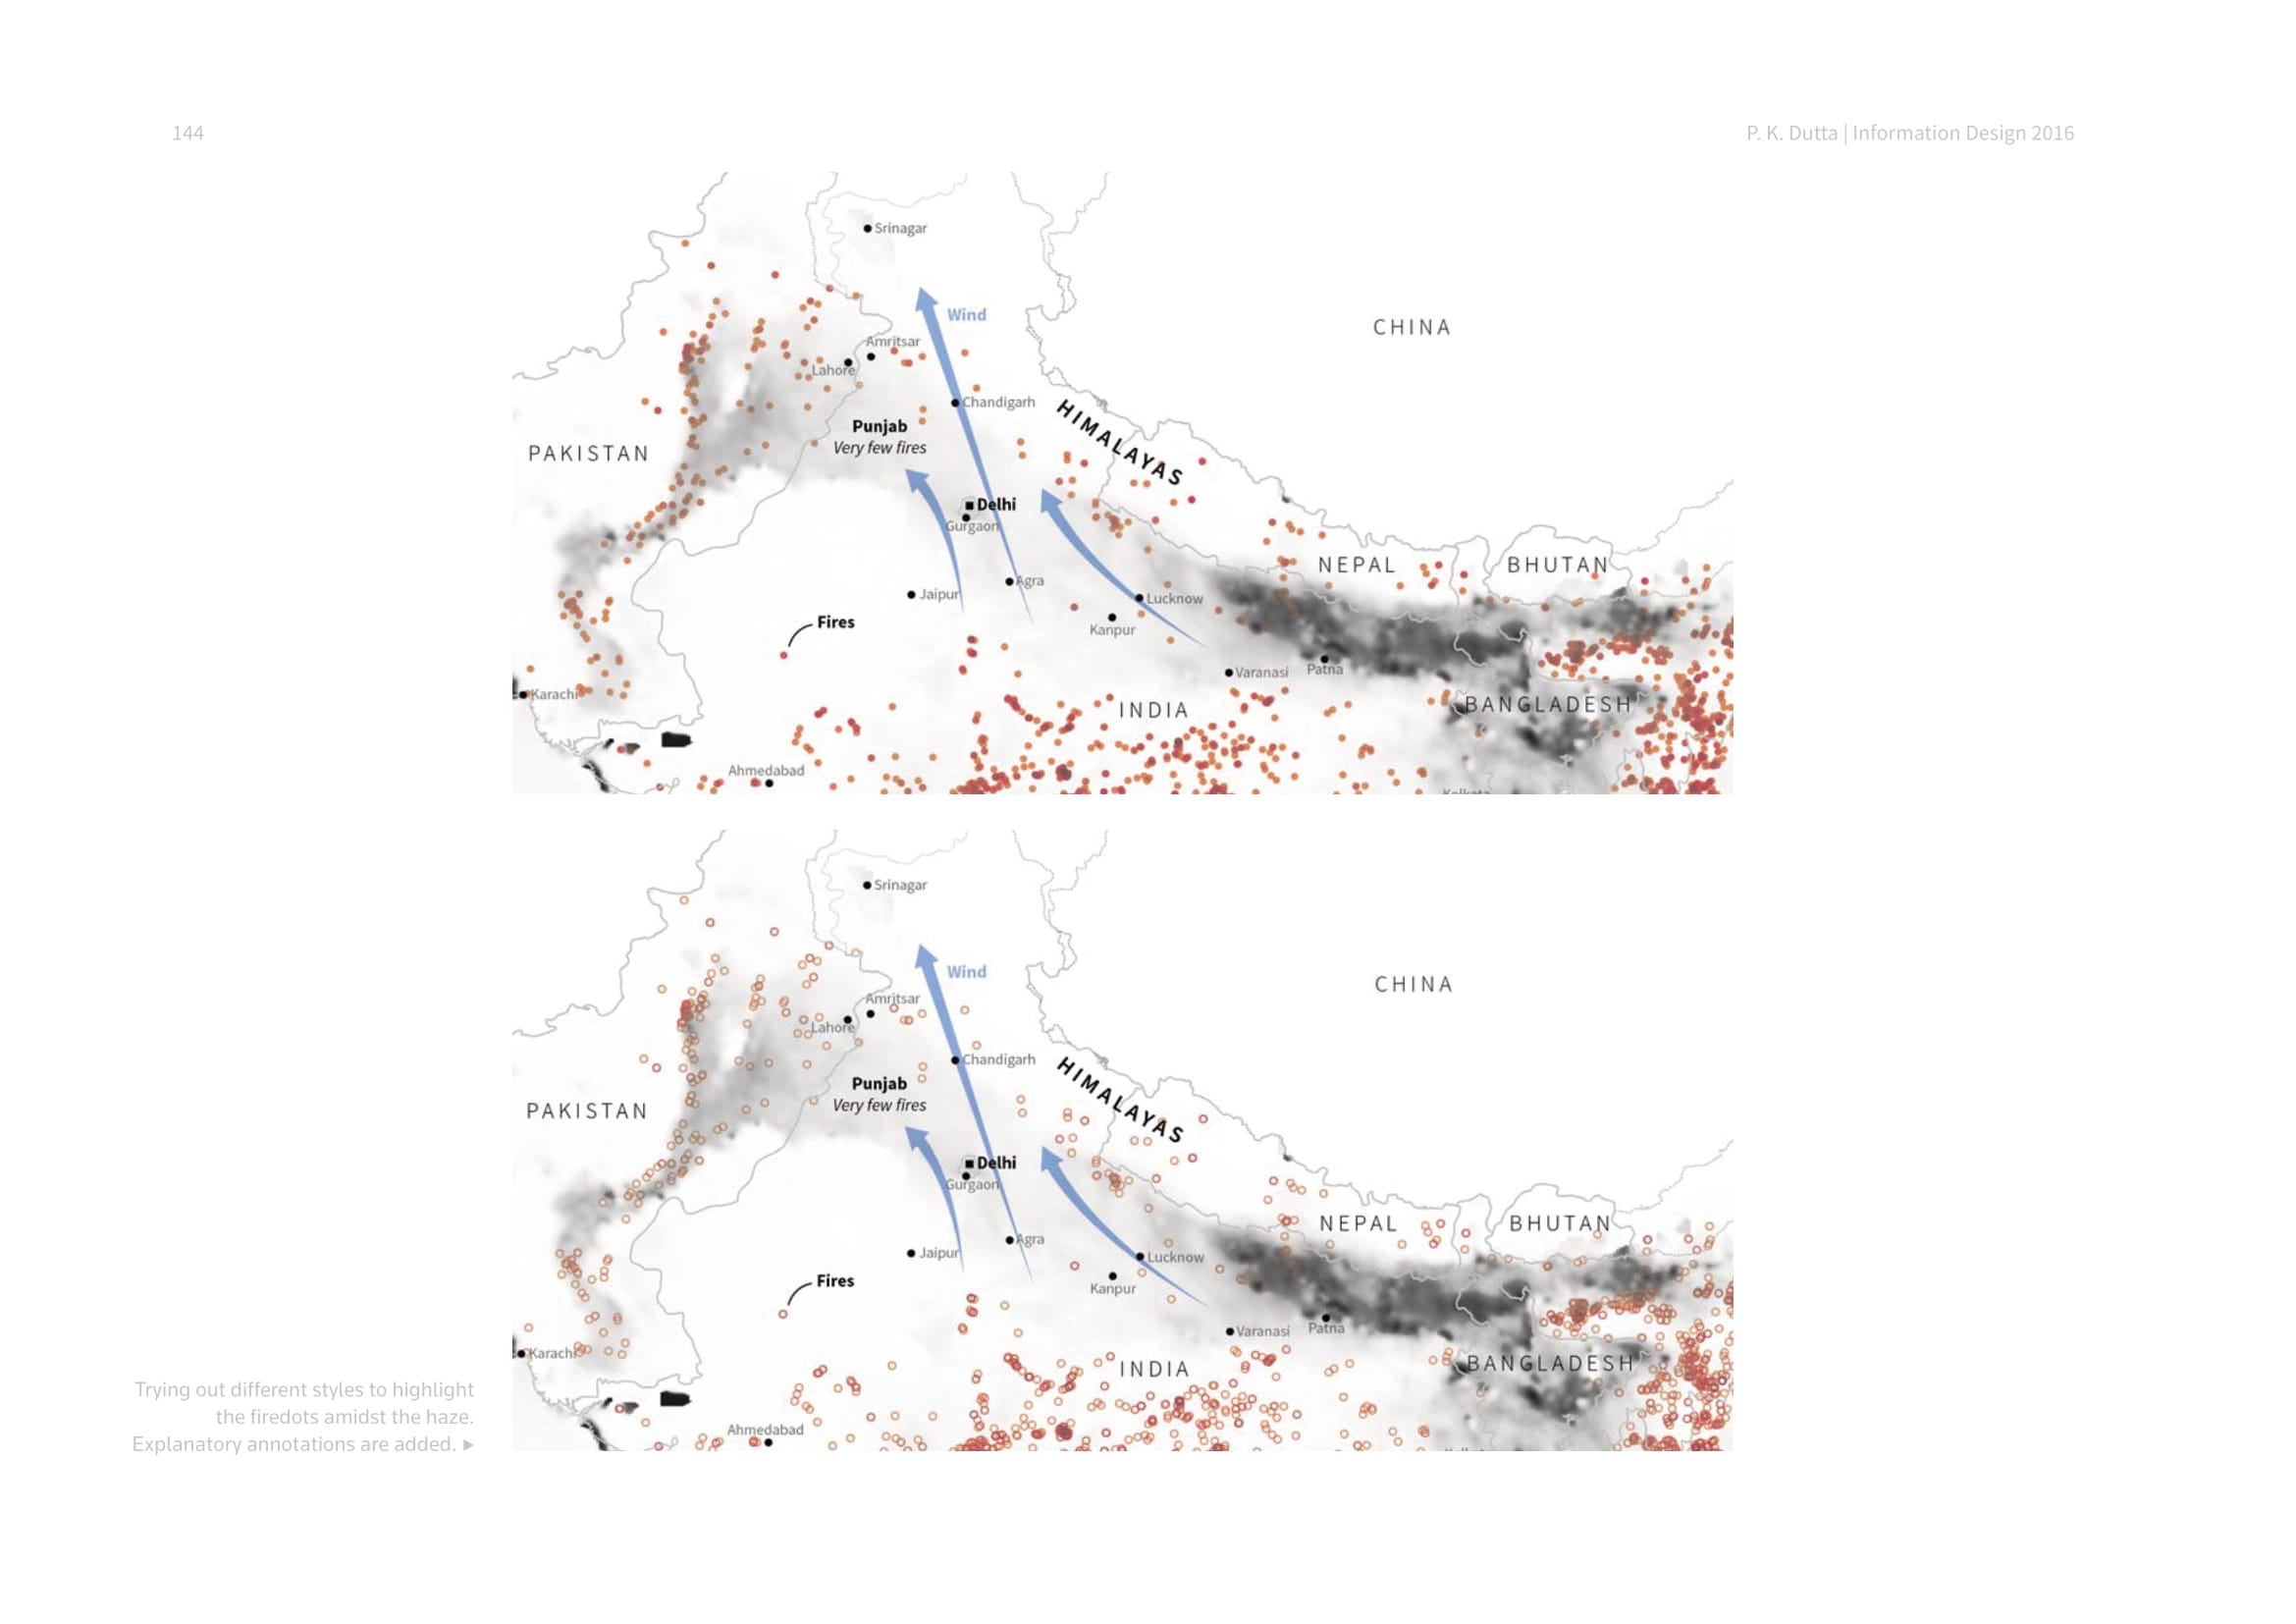 144
P. K. Dutta | Information Design 2016
Srinagar
Wind
CHINA
Amritsar
Lahore
Chandigarh
HIMALAYAS
Punjab
Very few fires
PAKISTAN
Delhi
Gurgaon
NEPAL
BHUTAN
Agra
Jaipur
Lucknow
Fires
Kanpur
Varanasi
Patna
Karachi
INDIA
BANGLADESH
Ahmedabad
Srinagar
Wind
CHINA
Amritsar
Lahore
Chandigarh
HIMALAYAS
Punjab
Very few fires
PAKISTAN
Delhi
Gurgaon
NEPAL
BHUTAN
Agra
Jaipur
Lucknow
Fires
Kanpur
Varanasi
Patna
Karachi
INDIA
BANGLADESH
Ahmedabad
Trying out different styles to highlight
the firedots amidst the haze.
Explanatory annotations are added. ▶